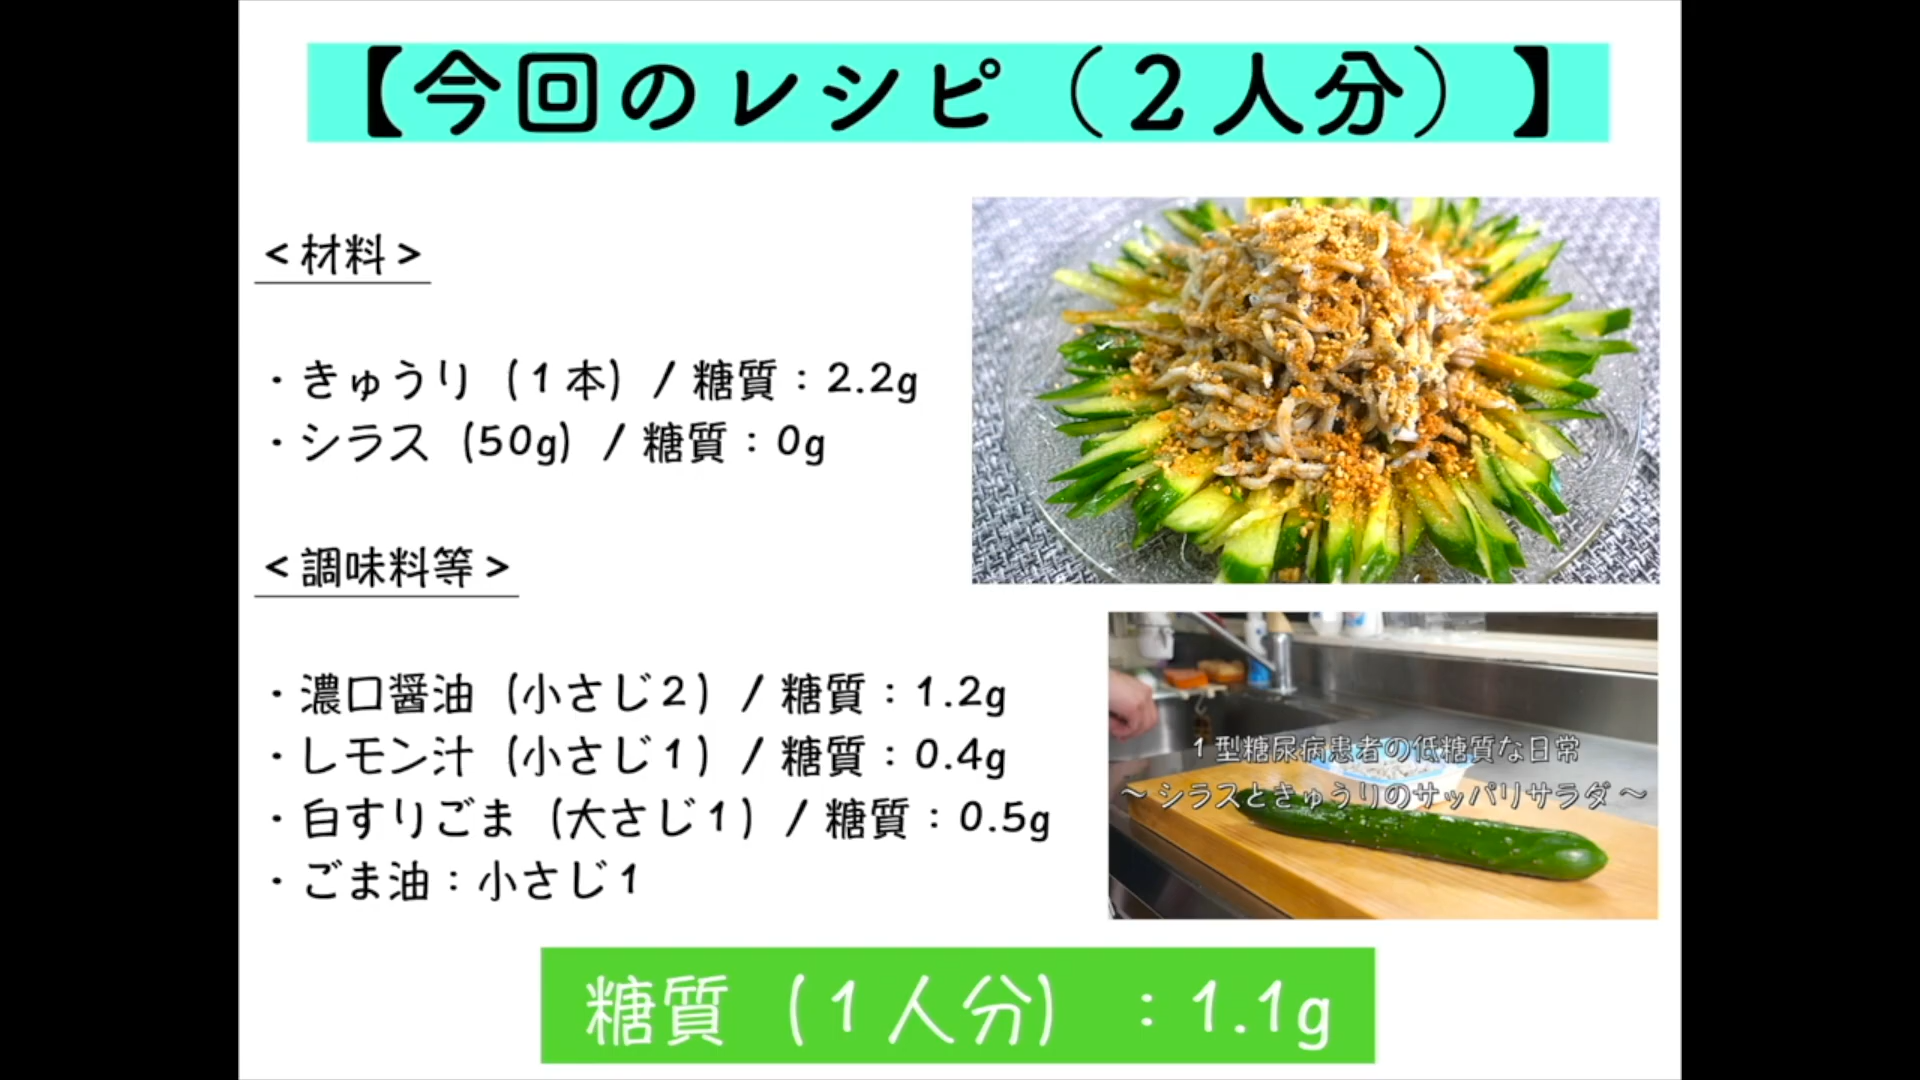 【今回のレシピ（２人分）】
＜材料＞
・きゅうり（１本）/ 糖質：2.2g
・シラス（50g）/ 糖質：0g
＜調味料等＞
・濃口醤油（小さじ２）/ 糖質：1.2g
・レモン汁（小さじ１）/ 糖質：0.4g
・白すりごま（大さじ１）/ 糖質：0.5g
・ごま油：小さじ１
１型糖尿病患者の低糖質な日常
～シラスときゅうりのサッパリサラダ～
糖質（１人分）：1.1g